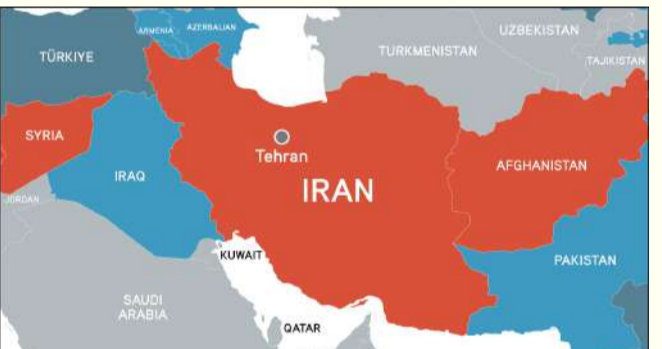 UZBEKISTAN
ARMENIA
AZERBAIJAN
TÜRKIYE
TURKMENISTAN
TAJIKISTAN
SYRIA
Tehran
IRAQ
IRAN
AFGHANISTAN
JORDAN
KUWAIT
PAKISTAN
SAUDI
ARABIA
QATAR